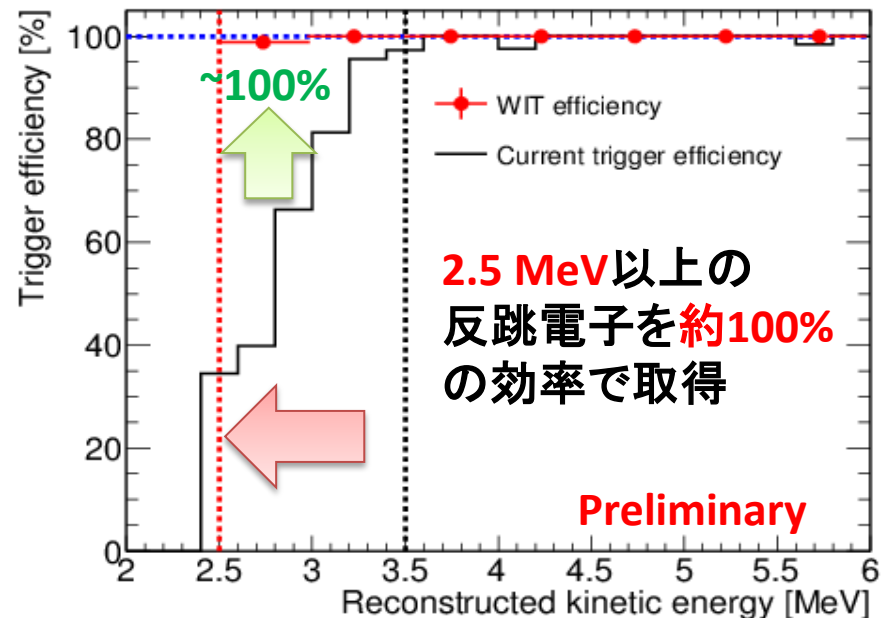 Trigger efficiency [%]
100
80
60
40
20
0
~100%
WIT efficiency
Current trigger efficiency
2.5 MeV以上の
反跳電子を約100%
の効率で取得
Preliminary
2
2.5
3
3.5
4
4.5
5
5.5
6
Reconstructed kinetic energy [MeV]